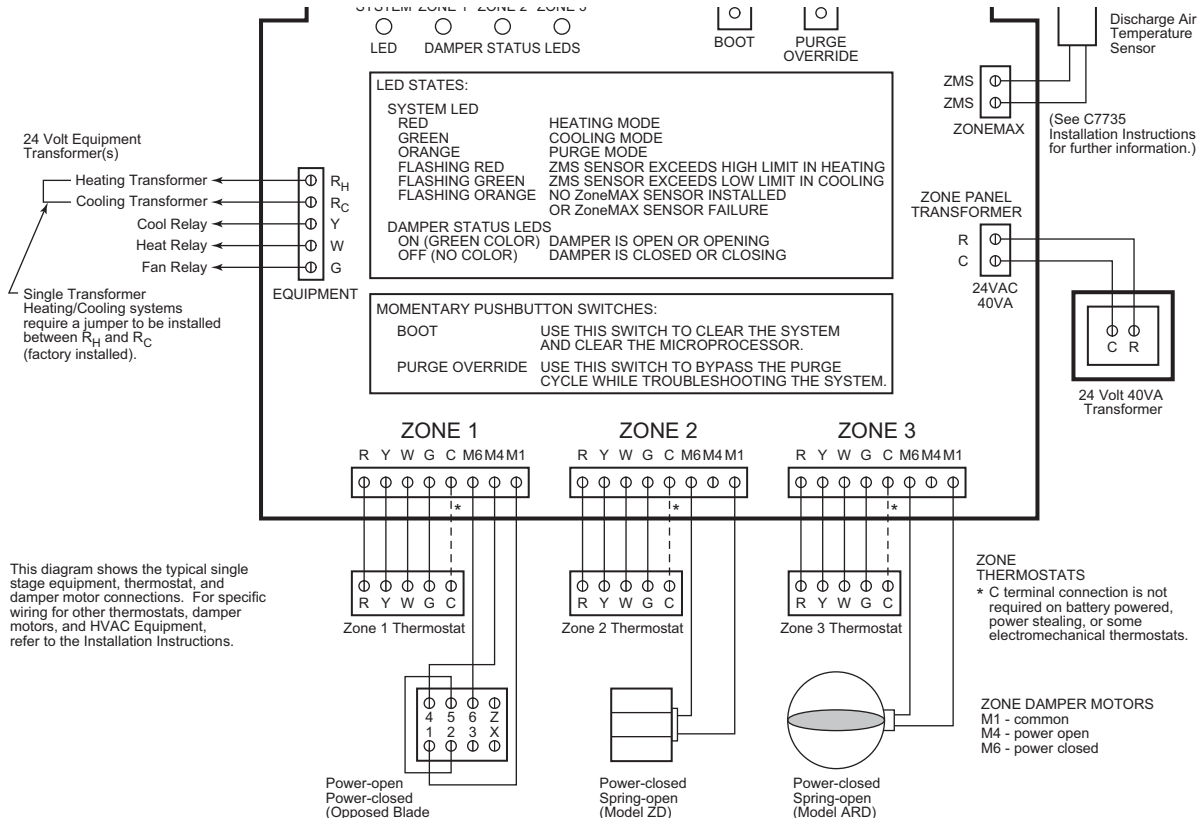 SYSTEM ZONE 1 ZONE 2 ZONE 3
LED DAMPER STATUS LEDS
BOOT
PURGE
OVERRIDE
Discharge Air
Temperature
Sensor
ZMS
ZMS
ZONEMAX
(See C7735
Installation Instructions
for further information.)
LED STATES:
SYSTEM LED
RED HEATING MODE
GREEN COOLING MODE
ORANGE PURGE MODE
FLASHING RED ZMS SENSOR EXCEEDS HIGH LIMIT IN HEATING
FLASHING GREEN ZMS SENSOR EXCEEDS LOW LIMIT IN COOLING
FLASHING ORANGE NO ZoneMAX SENSOR INSTALLED
OR ZoneMAX SENSOR FAILURE
DAMPER STATUS LEDS
ON (GREEN COLOR) DAMPER IS OPEN OR OPENING
OFF (NO COLOR) DAMPER IS CLOSED OR CLOSING
24 Volt Equipment
Transformer(s)
Heating Transformer RH
Cooling Transformer RC
Cool Relay Y
Heat Relay W
Fan Relay G
EQUIPMENT
Single Transformer
Heating/Cooling systems
require a jumper to be installed
between RH and RC
(factory installed).
ZONE PANEL
TRANSFORMER
R
C
24VAC
40VA
C R
24 Volt 40VA
Transformer
MOMENTARY PUSHBUTTON SWITCHES:
BOOT USE THIS SWITCH TO CLEAR THE SYSTEM
AND CLEAR THE MICROPROCESSOR.
PURGE OVERRIDE USE THIS SWITCH TO BYPASS THE PURGE
CYCLE WHILE TROUBLESHOOTING THE SYSTEM.
ZONE 1
R Y W G C M6 M4 M1
*
R Y W G C
Zone 1 Thermostat
ZONE 2
R Y W G C M6 M4 M1
*
R Y W G C
Zone 2 Thermostat
ZONE 3
R Y W G C M6 M4 M1
*
R Y W G C
Zone 3 Thermostat
This diagram shows the typical single
stage equipment, thermostat, and
damper motor connections. For specific
wiring for other thermostats, damper
motors, and HVAC Equipment,
refer to the Installation Instructions.
ZONE
THERMOSTATS
* C terminal connection is not
required on battery powered,
power stealing, or some
electromechanical thermostats.
4 5 6 Z
1 2 3 X
Power-open
Power-closed
(Opposed Blade
Power-closed
Spring-open
(Model ZD)
Power-closed
Spring-open
(Model ARD)
ZONE DAMPER MOTORS
M1 - common
M4 - power open
M6 - power closed